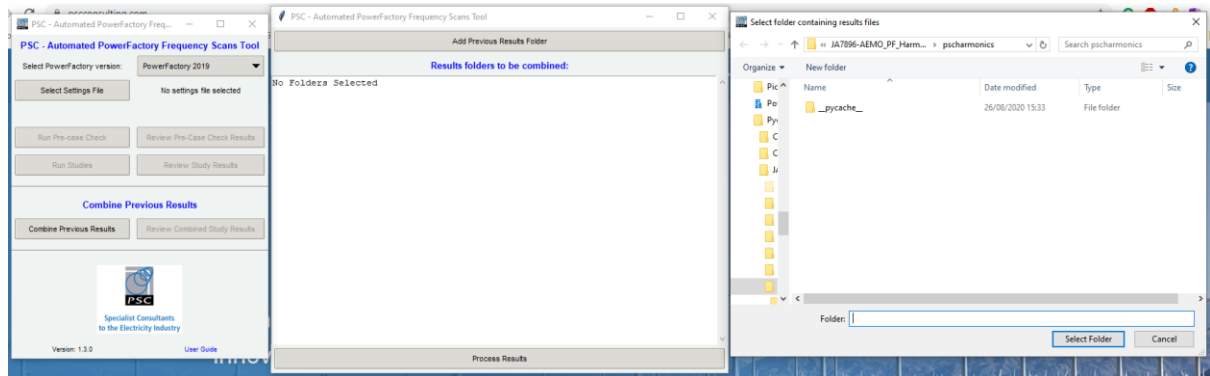 PSC - Automated PowerFactory Freq...
PSC - Automated PowerFactory Frequency Scans Tool
Select PowerFactory version:
PowerFactory 2019
Select Settings File
No settings file selected
Run Pre-case Check
Review Pre-Case Check Results
Run Studies
Review Study Results
Combine Previous Results
Combine Previous Results
Review Combined Study Results
PSC
Specialist Consultants
to the Electricity Industry
Version: 1.3.0
User Guide
PSC - Automated PowerFactory Frequency Scans Tool
Add Previous Results Folder
Results folders to be combined:
No Folders Selected
Process Results
Select folder containing results files
« JA7896-AEMO_PF_Harm... › pscharmonics
Search pscharmonics
Organize
New folder
Name
Date modified
Type
Size
Pic
Po
Py
C
C
JA
__pycache__
26/08/2020 15:33
File folder
Folder:
Select Folder
Cancel